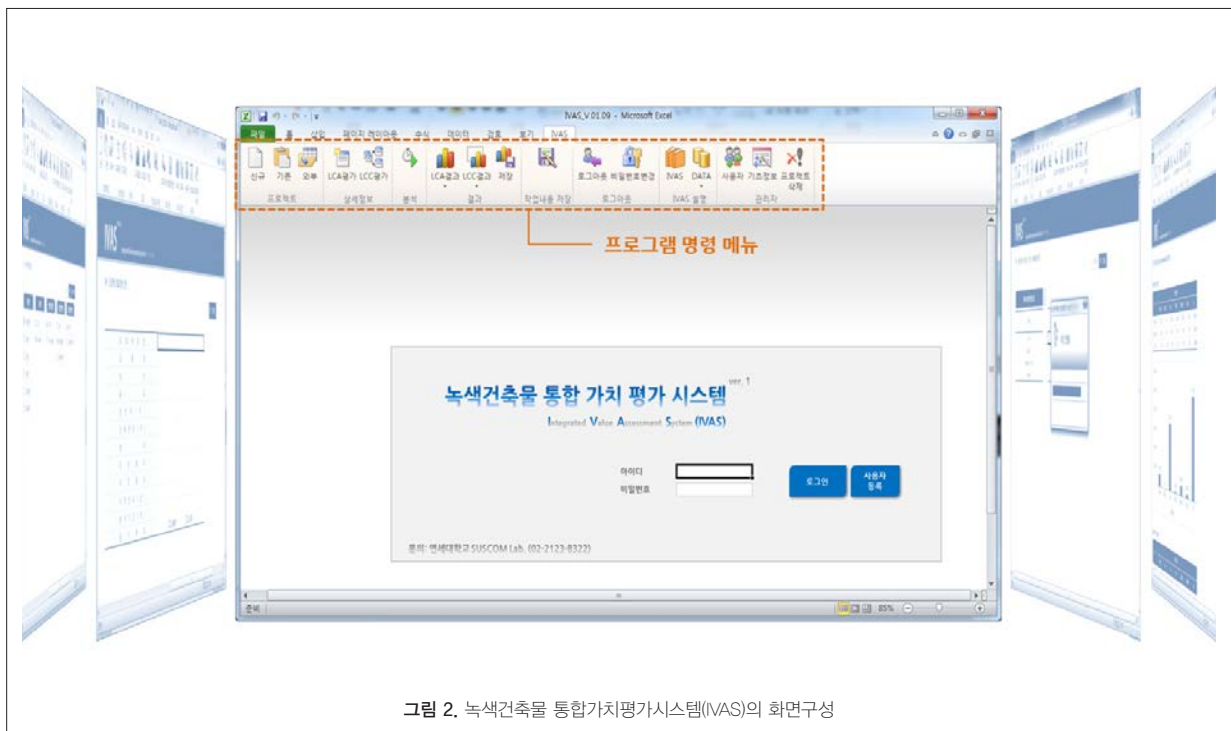 IVAS_V.01.09 - Microsoft Excel
파일 홈 삽입 페이지 레이아웃 수식 데이터 검토 보기 IVAS
신규 기존 외부 LCA평가 LCC평가 LCA결과 LCC결과 저장 로그아웃 비밀번호변경 IVAS DATA 사용자 기초정보 프로젝트
삭제
프로젝트 상세정보 분석 결과 작업내용 저장 로그아웃 IVAS 설명 관리자
프로그램 명령 메뉴
녹색건축물 통합 가치 평가 시스템 ver. 1
Integrated Value Assessment System (IVAS)
아이디
비밀번호
로그인
사용자
등록
문의: 연세대학교 SUSCOM Lab. (02-2123-8322)
준비 85%
그림 2. 녹색건축물 통합가치평가시스템(IVAS)의 화면구성